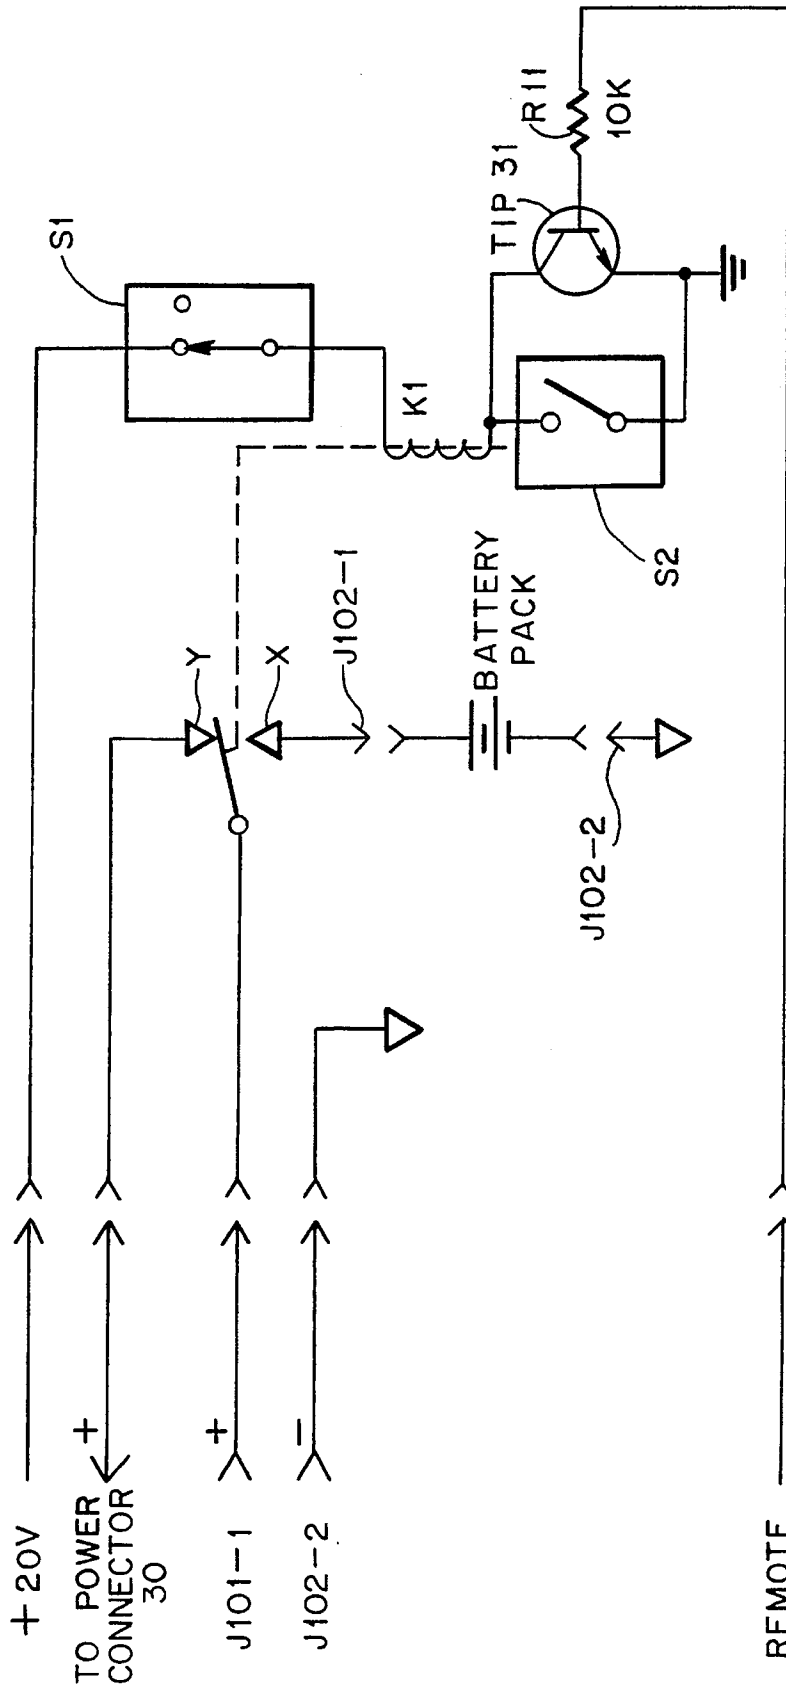 + 20V
TO POWER
CONNECTOR
30
+
J101-1
+
J102-2
-
REMOTE
S1
Y
X
J102-1
K1
BATTERY
PACK
J102-2
S2
TIP 31
R11
10K